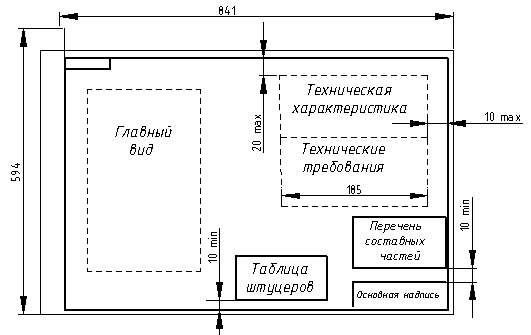 841
Техническая
характеристика
10 max
20 max
Главный
вид
Технические
требования
594
185
Перечень
составных
частей
10 min
10 min
Таблица
штуцеров
Основная надпись